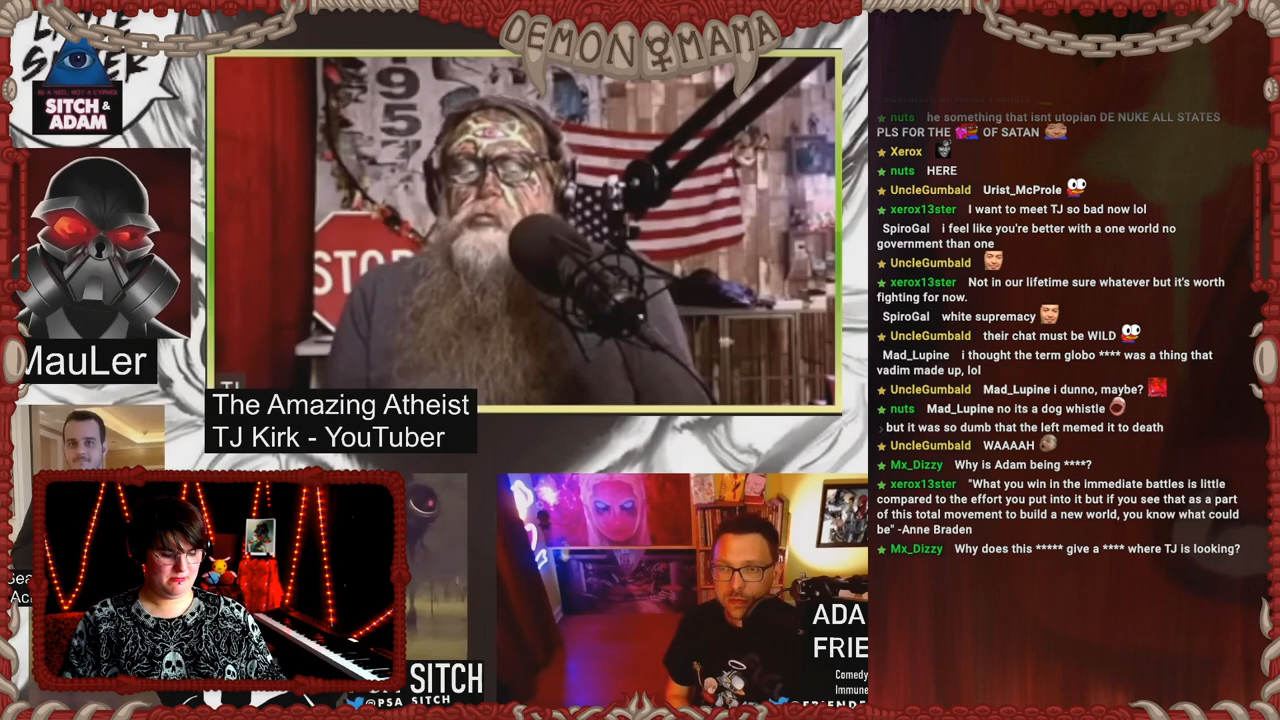 DEMON MAMA
BE A NEO, NOT A CYPHER
SITCH &
ADAM
MauLer
195
STOP
The Amazing Atheist
TJ Kirk - YouTuber
SITCH
@PSA_SITCH
ADA
FRIE
Comedy
Immune
nuts he something that isnt utopian DE NUKE ALL STATES
PLS FOR THE OF SATAN
Xerox
nuts HERE
UncleGumbald Urist_McProle
xerox13ster I want to meet TJ so bad now lol
SpiroGal i feel like you're better with a one world no
government than one
UncleGumbald
xerox13ster Not in our lifetime sure whatever but it's worth
fighting for now.
SpiroGal white supremacy
UncleGumbald their chat must be WILD
Mad_Lupine i thought the term globo **** was a thing that
vadim made up, lol
UncleGumbald Mad_Lupine i dunno, maybe?
nuts Mad_Lupine no its a dog whistle
but it was so dumb that the left memed it to death
UncleGumbald WAAAAH
Mx_Dizzy Why is Adam being ****?
xerox13ster "What you win in the immediate battles is little
compared to the effort you put into it but if you see that as a part
of this total movement to build a new world, you know what could
be" -Anne Braden
Mx_Dizzy Why does this ***** give a **** where TJ is looking?